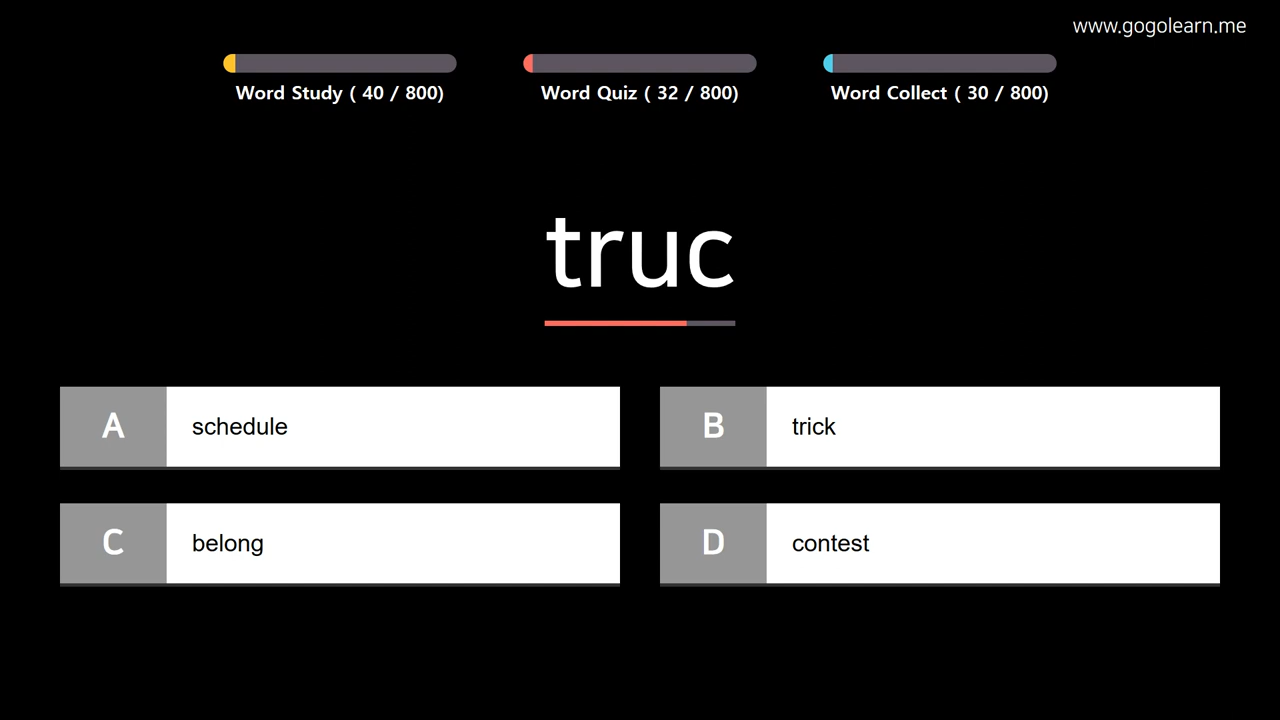 www.gogolearn.me
Word Study ( 40 / 800)
Word Quiz ( 32 / 800)
Word Collect ( 30 / 800)
truc
A schedule
B trick
C belong
D contest